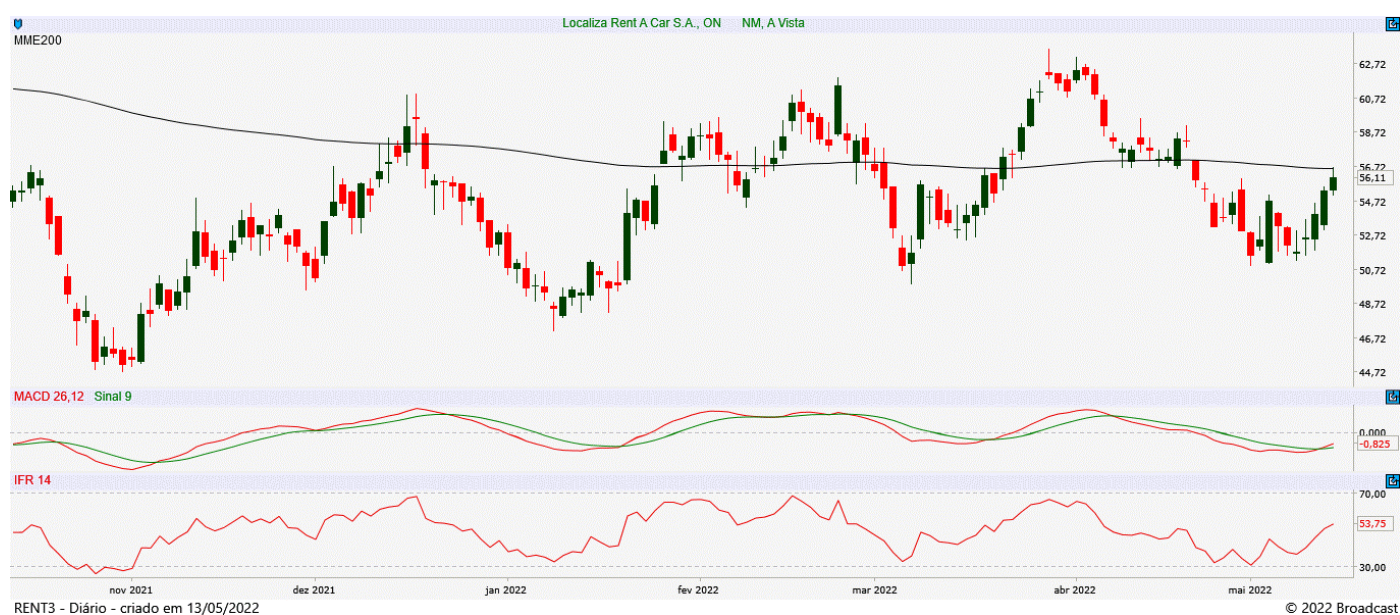 Localiza Rent A Car S.A., ON NM, A Vista
MME200
62,72
60,72
58,72
56,72
56,11
54,72
52,72
50,72
48,72
46,72
44,72
MACD 26,12 Sinal 9
0,000
-0,825
IFR 14
70,00
53,75
30,00
nov 2021 dez 2021 jan 2022 fev 2022 mar 2022 abr 2022 mai 2022
RENT3 - Diário - criado em 13/05/2022 © 2022 Broadcast